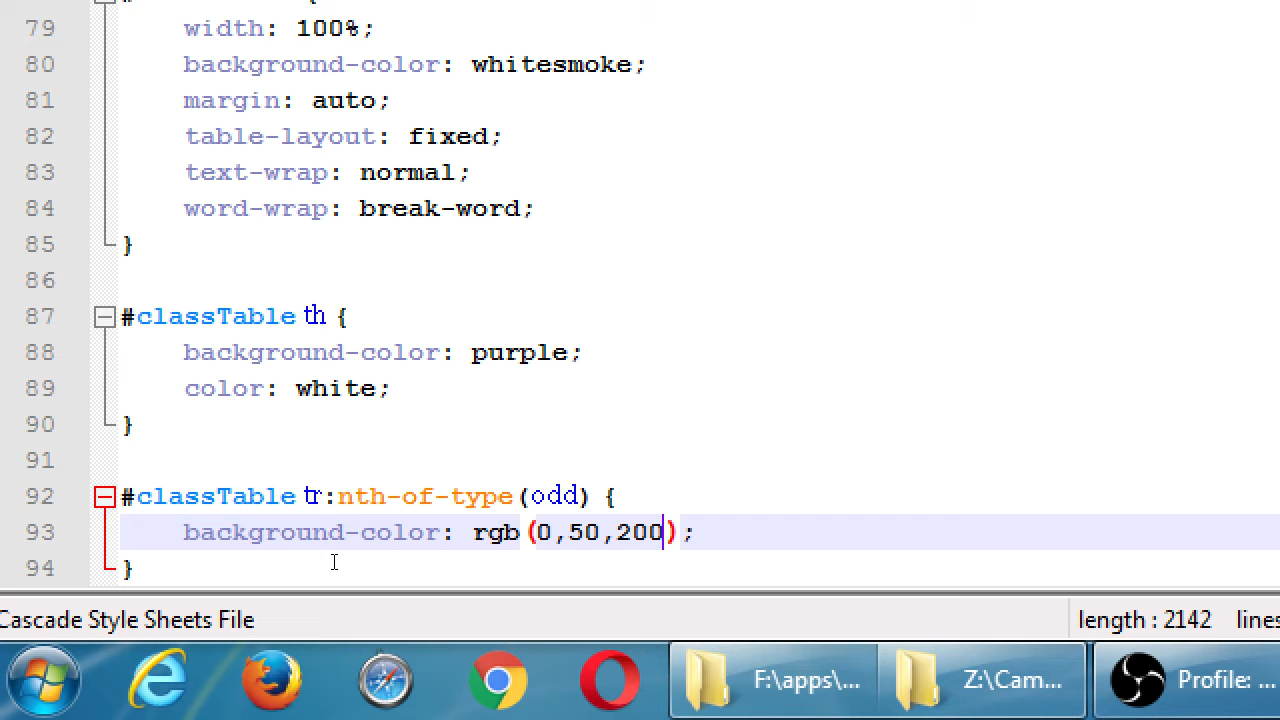 79 width: 100%;
80 background-color: whitesmoke;
81 margin: auto;
82 table-layout: fixed;
83 text-wrap: normal;
84 word-wrap: break-word;
85 }
86
87 #classTable th {
88 background-color: purple;
89 color: white;
90 }
91
92 #classTable tr:nth-of-type(odd) {
93 background-color: rgb(0,50,200);
94 }
Cascade Style Sheets File length : 2142 lines
F:\apps\... Z:\Cam... Profile: ...